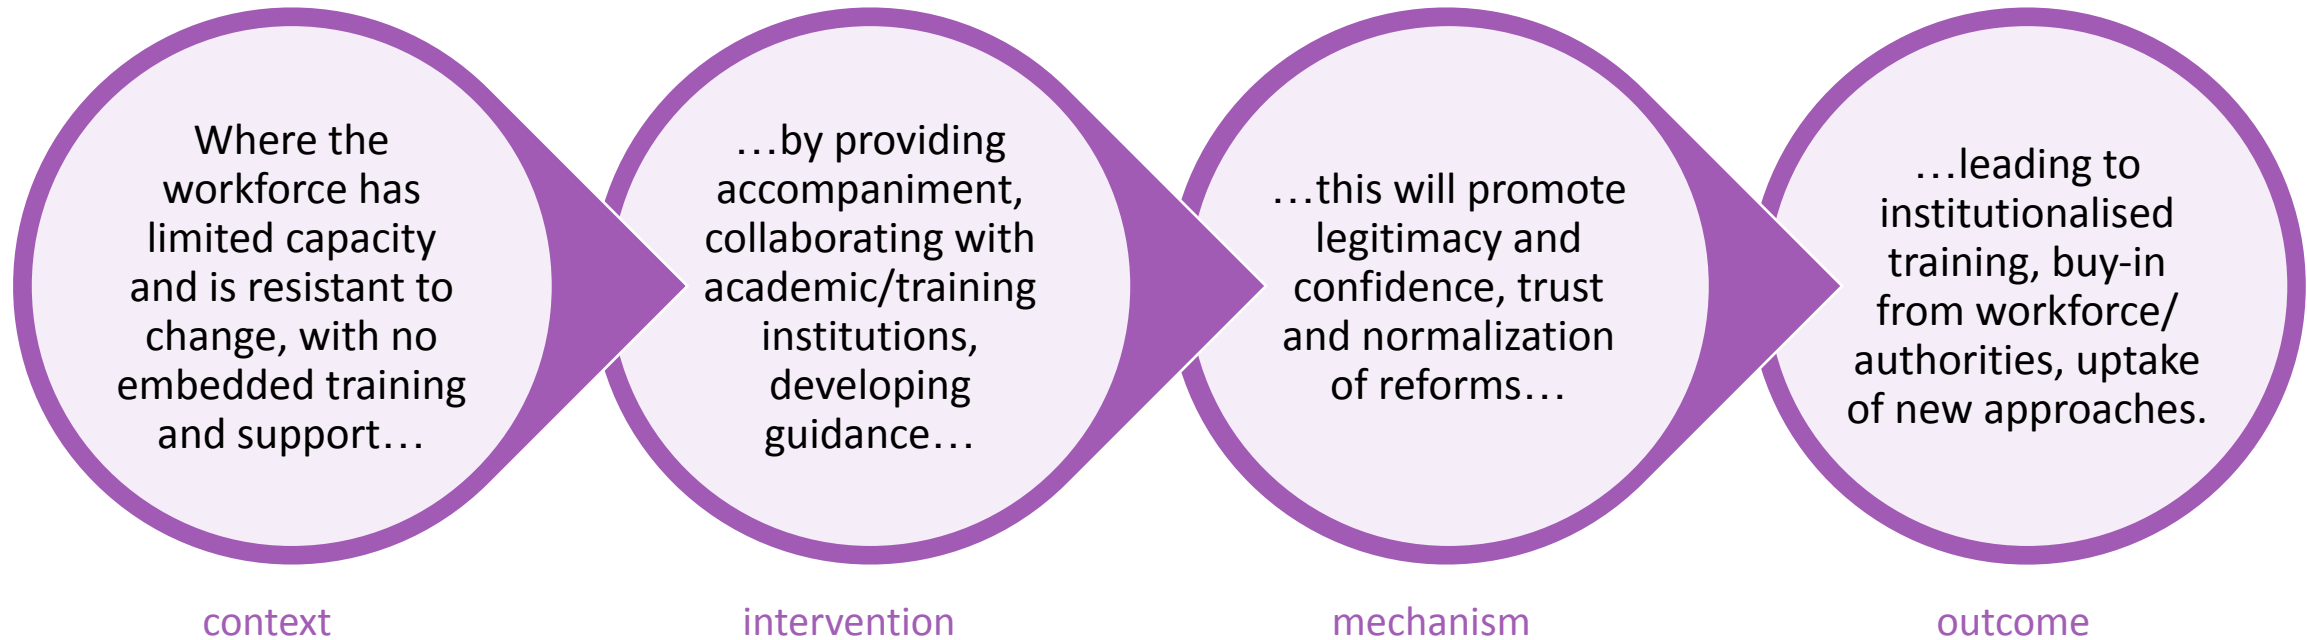 Where the
workforce has
limited capacity
and is resistant to
change, with no
embedded training
and support…
…by providing
accompaniment,
collaborating with
academic/training
institutions,
developing
guidance…
…this will promote
legitimacy and
confidence, trust
and normalization
of reforms…
…leading to
institutionalised
training, buy-in
from workforce/
authorities, uptake
of new approaches.
context
intervention
mechanism
outcome